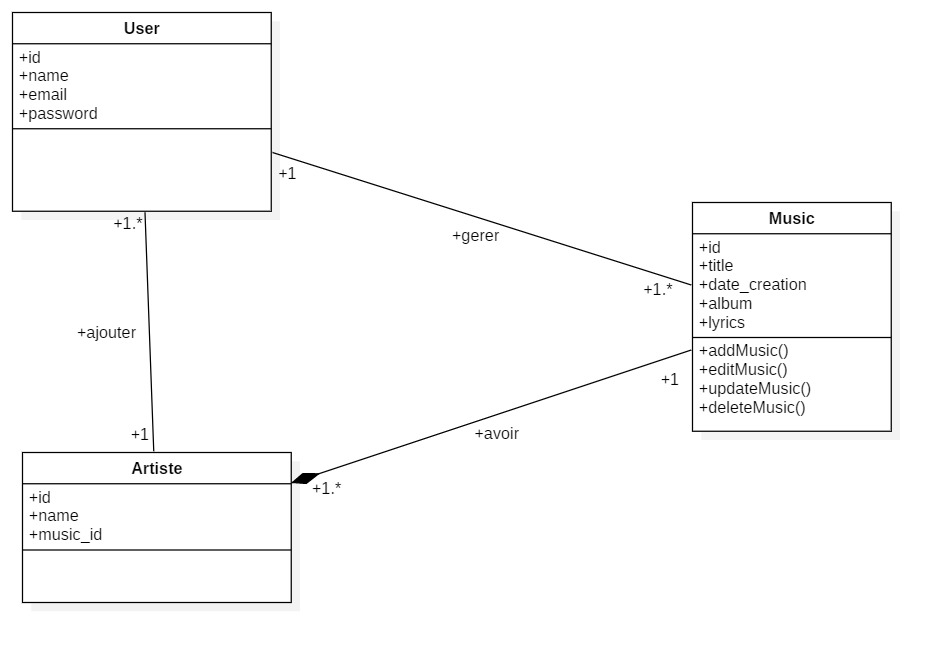 User
+id
+name
+email
+password
+1
+1.*
+gerer
+1.*
Music
+id
+title
+date_creation
+album
+lyrics
+addMusic()
+editMusic()
+updateMusic()
+deleteMusic()
+ajouter
+1
+avoir
+1
+1.*
Artiste
+id
+name
+music_id